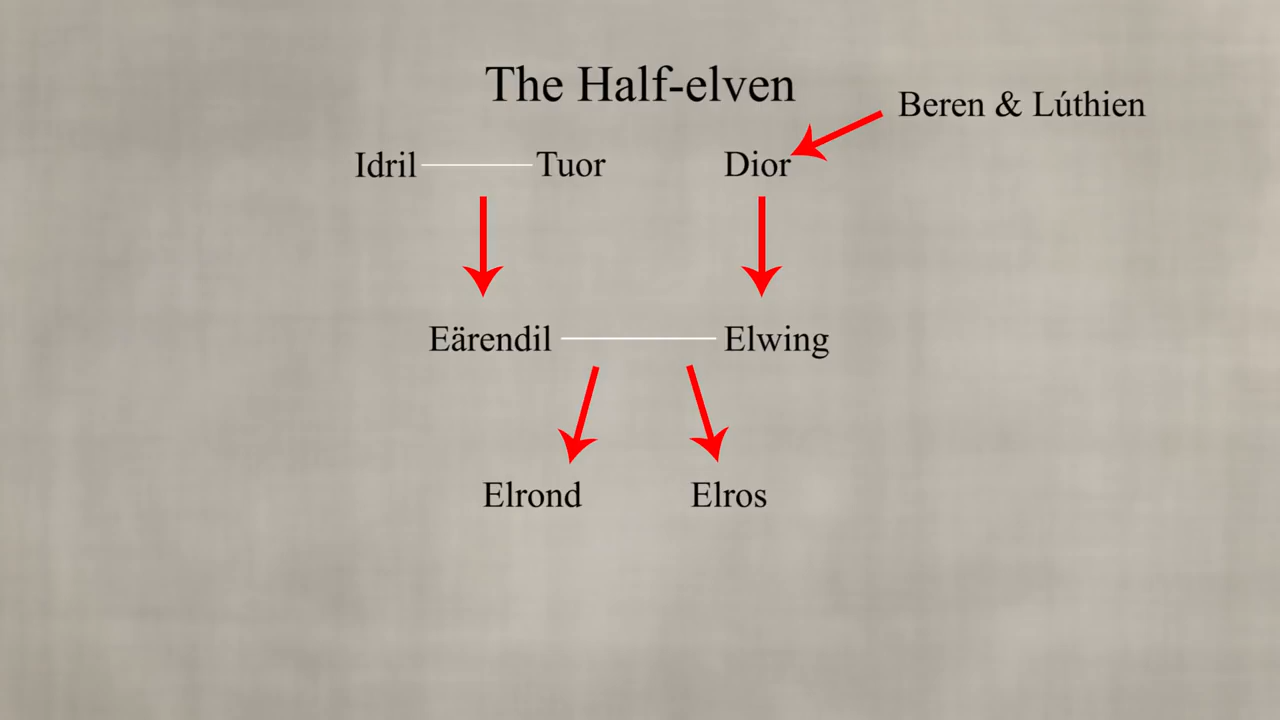 The Half-elven
Beren & Lúthien
Idril Tuor Dior
Eärendil Elwing
Elrond Elros